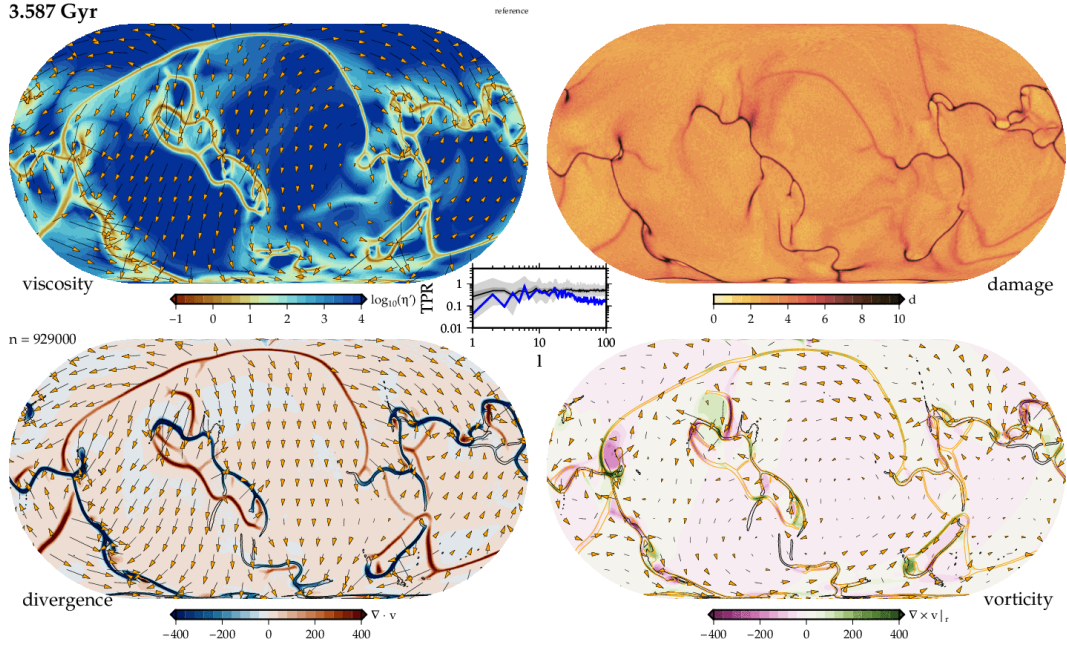 3.587 Gyr
reference
viscosity
log10(η′)
−1 0 1 2 3 4
TPR
1.0
0.1
0.01
1 10 100
l
damage
d
0 2 4 6 8 10
n = 929000
divergence
∇ · v
−400 −200 0 200 400
vorticity
∇ × v|r
−400 −200 0 200 400